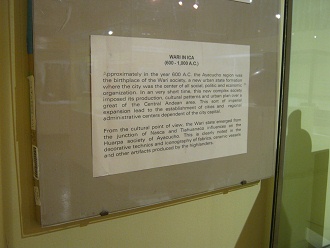 WARI IN ICA
(600 - 1,000 A.C.)
Approximately in the year 600 A.C. the Ayacucho region was
the birthplace of the Wari society, a new urban state formation
where the city was the center of all social, politic and economic
organization. In an very short time, this new complex society
imposed its production, cultural patterns and urban plan over a
great of the Central Andean area. This sort of imperial
expansion lead to the establishment of cities and regional
administrative centers dependent of the city capital.
From the cultural point of view, the Wari state emerged from
the junction of Nasca and Tiahuanaco influences on the
Huarpa society of Ayacucho. This is clearly noted in the
decorative technics and iconography of fabrics, ceramic vessels
and other artifacts produced by the highlanders.